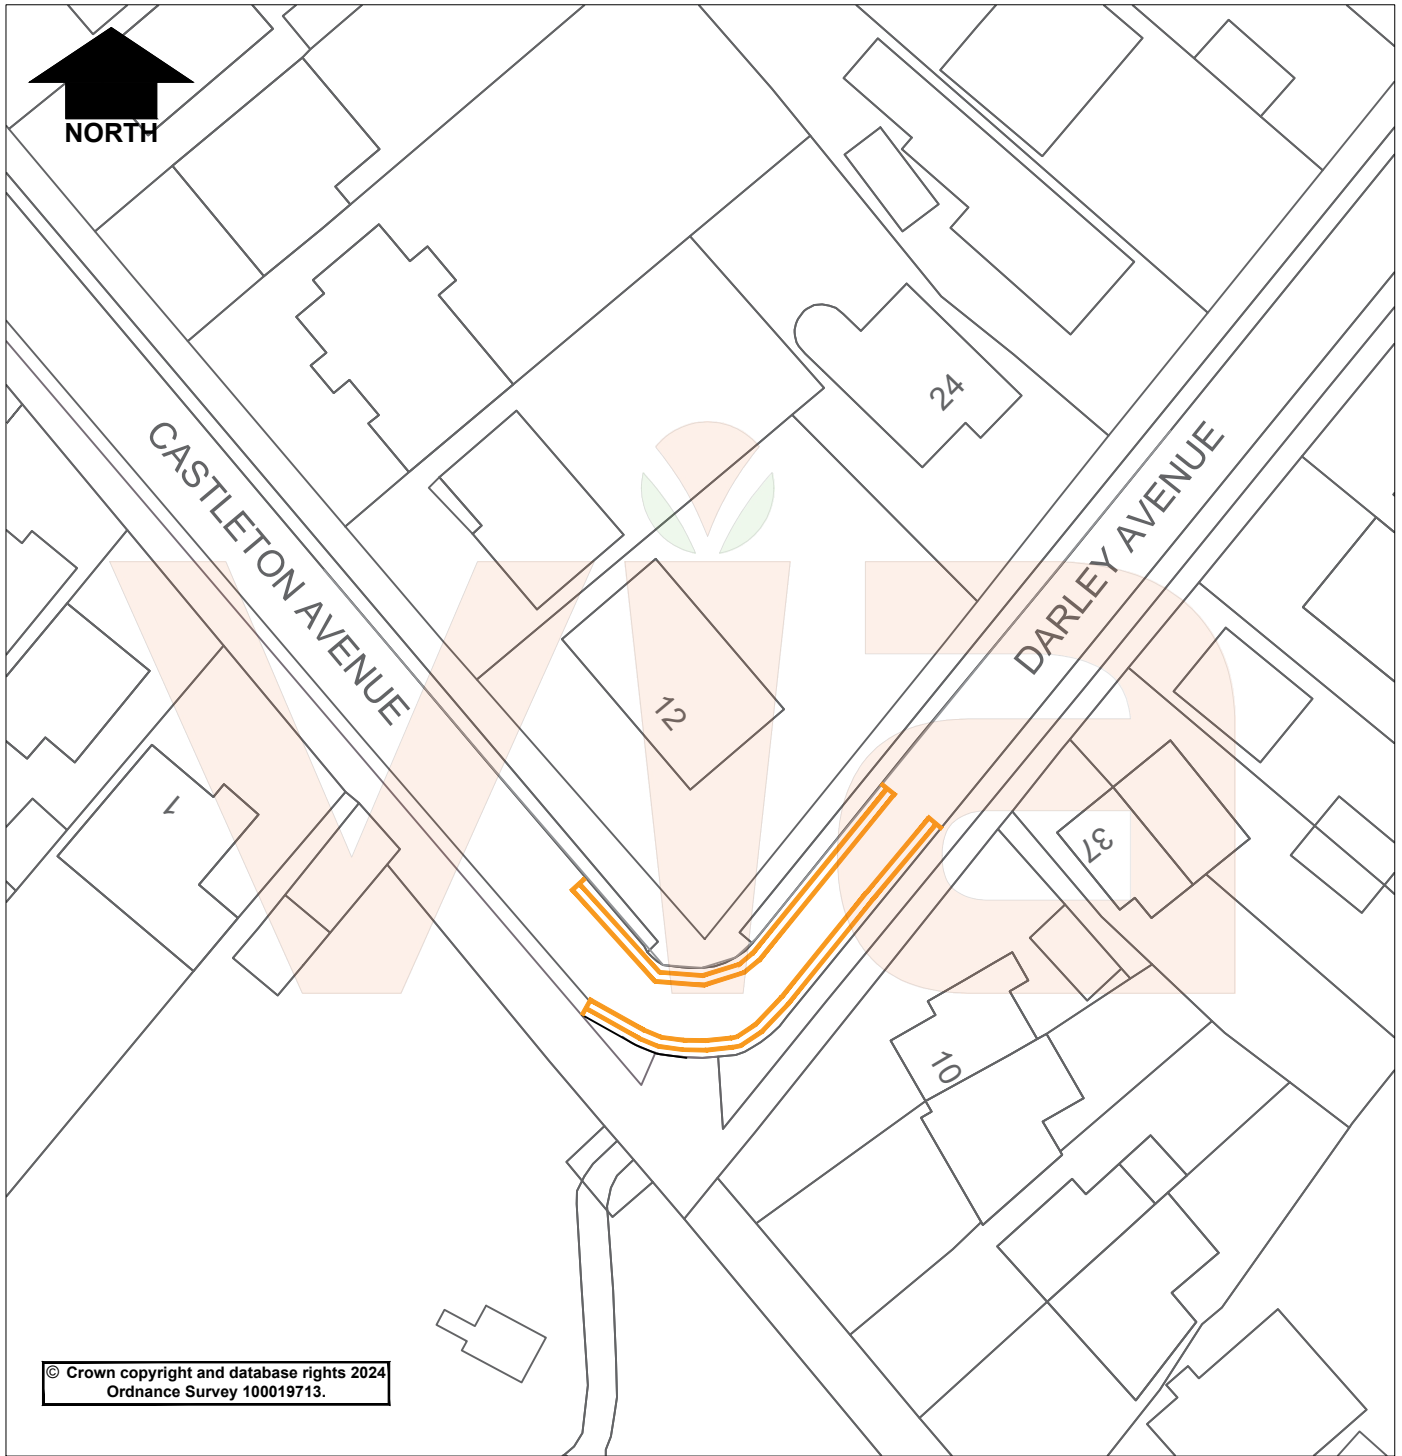 NORTH
CASTLETON AVENUE
24
DARLEY AVENUE
via
12
1
37
10
© Crown copyright and database rights 2024
Ordnance Survey 100019713.